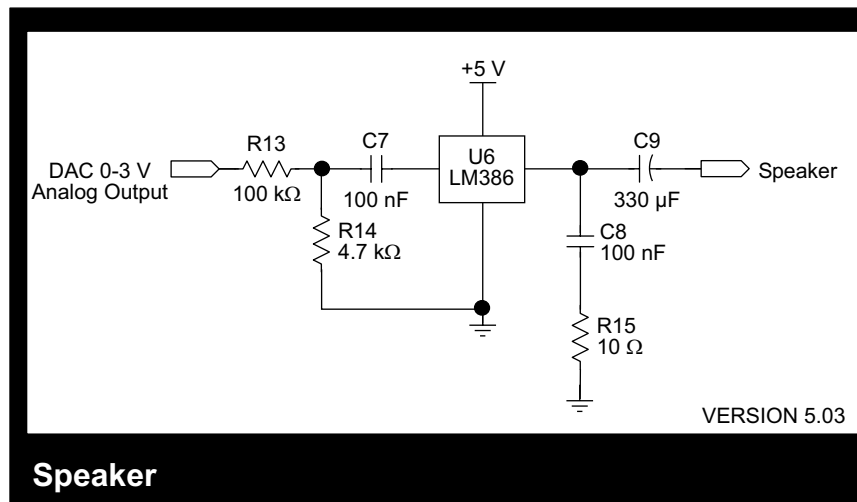 +5 V
DAC 0-3 V
Analog Output
R13
100 kΩ
C7
100 nF
U6
LM386
C9
330 µF
Speaker
R14
4.7 kΩ
C8
100 nF
R15
10 Ω
VERSION 5.03
Speaker